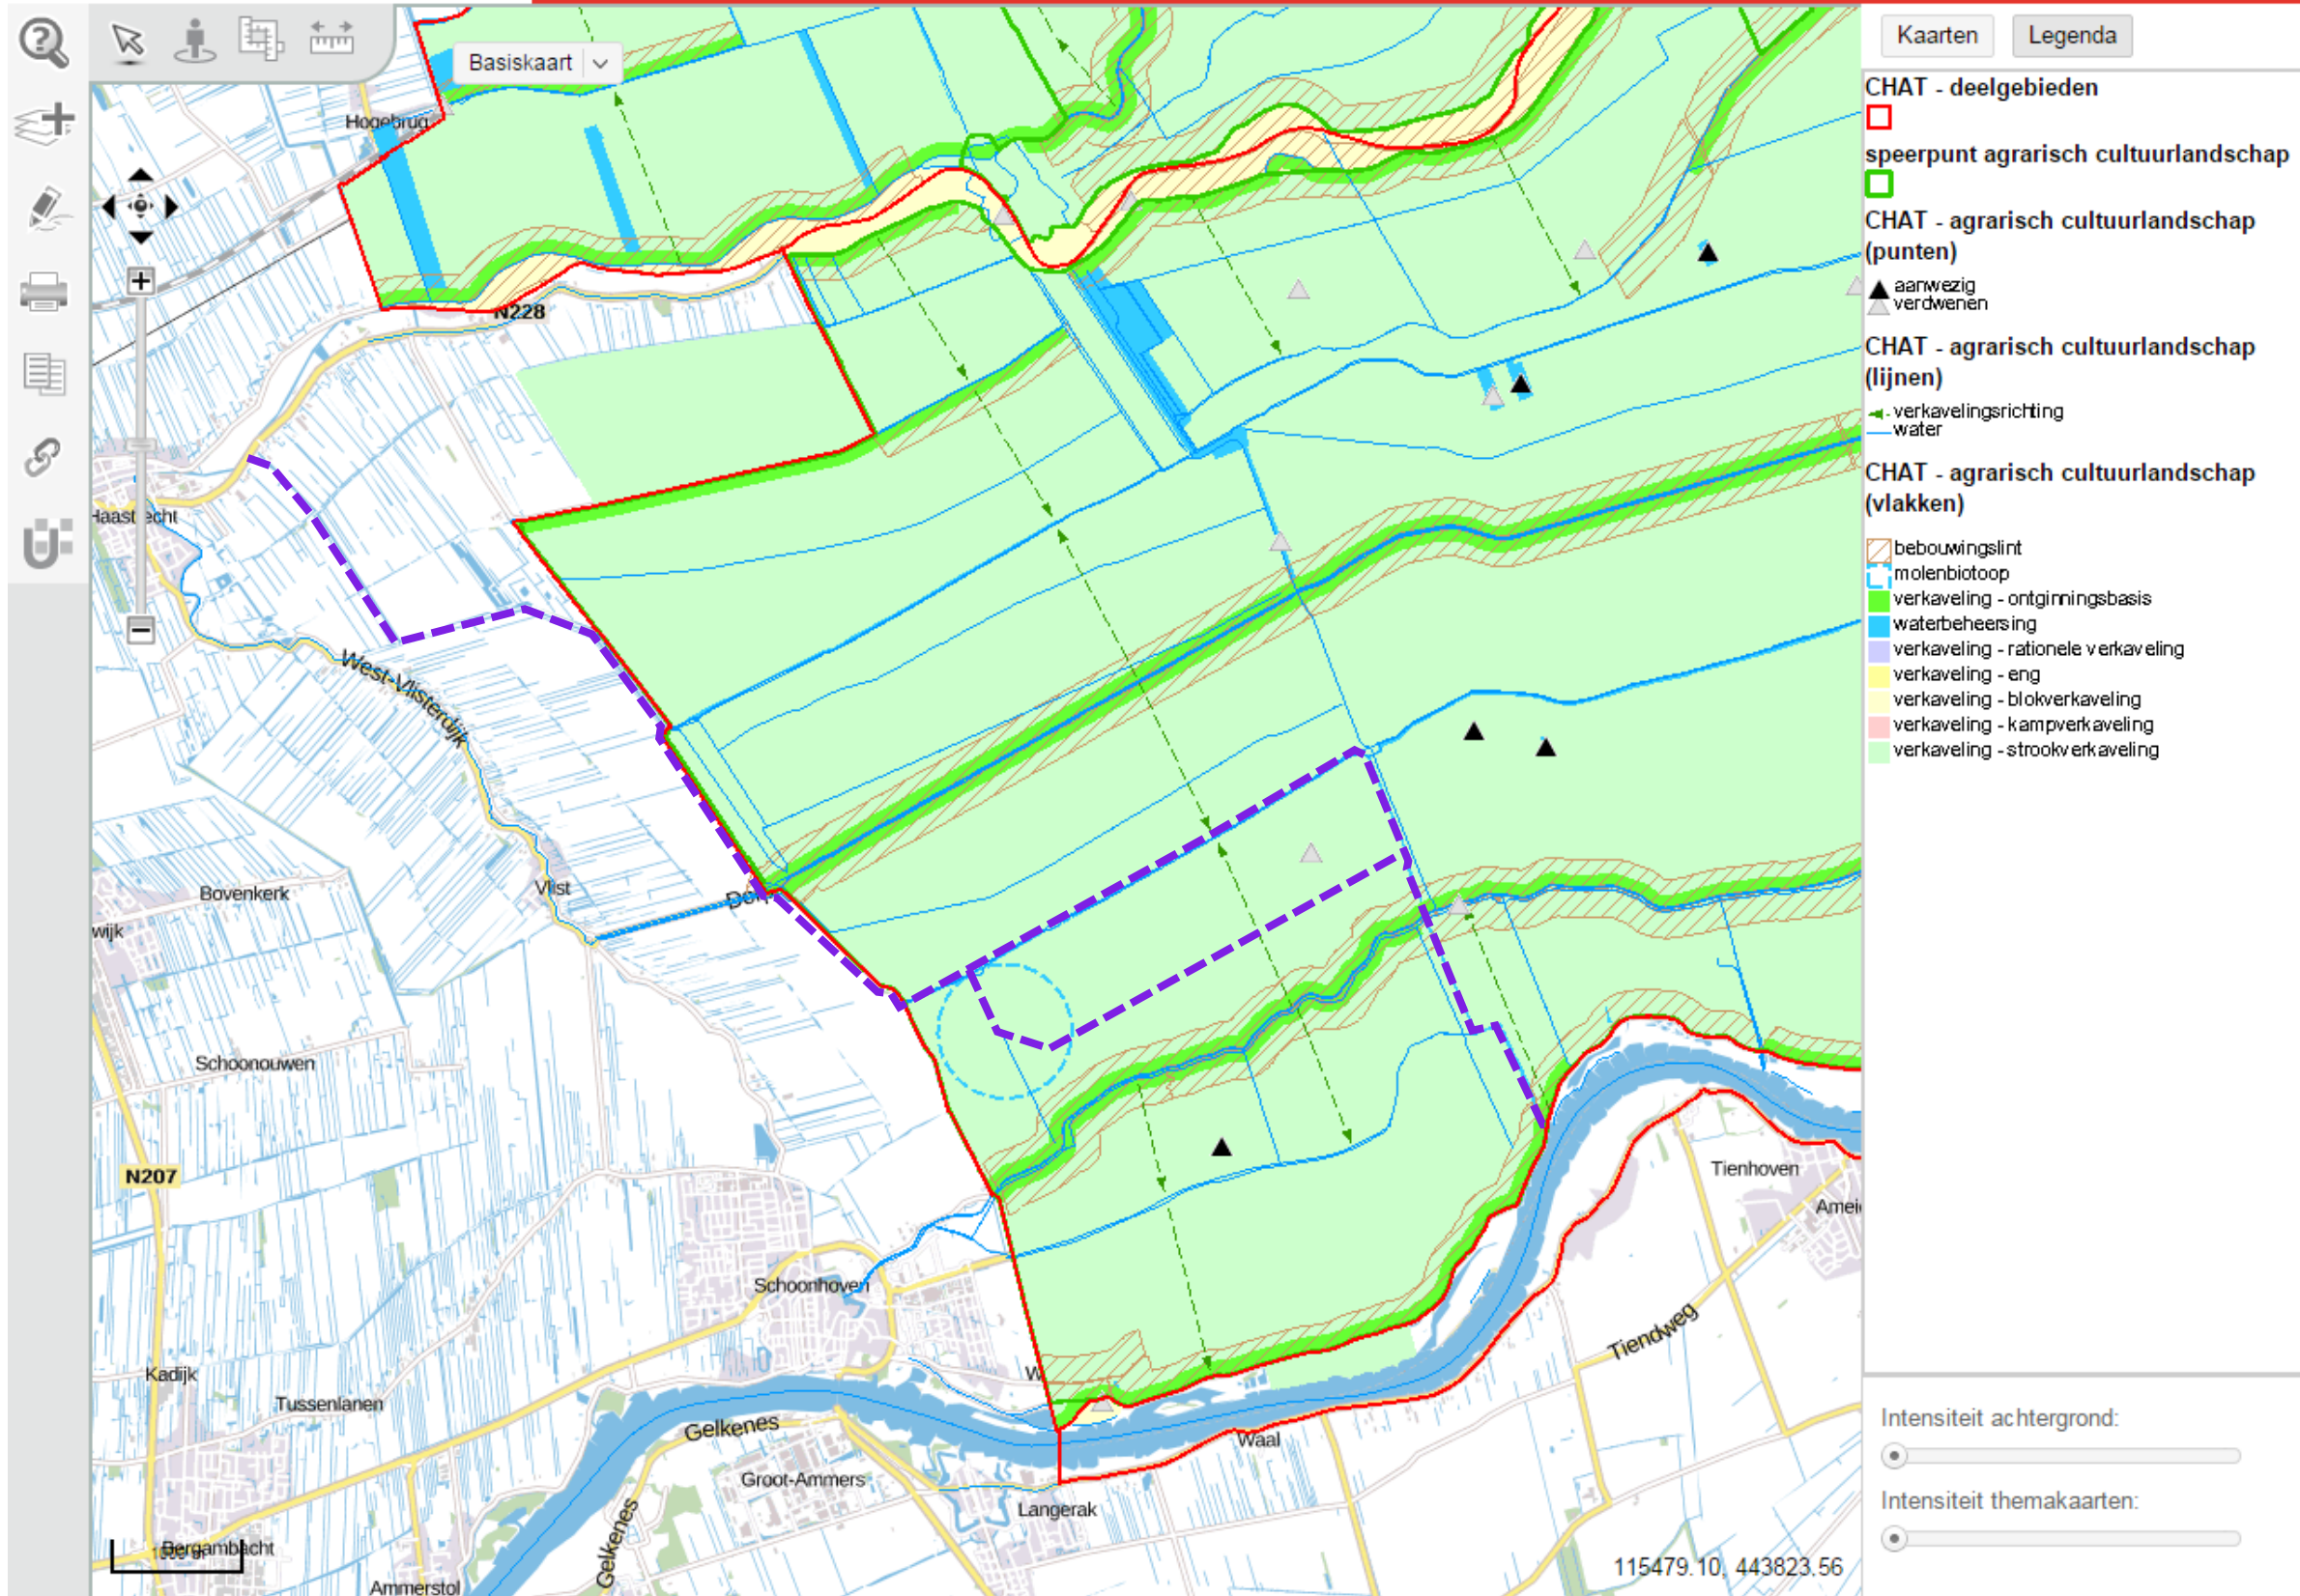 Kaarten
Legenda
Basiskaart
CHAT - deelgebieden
speerpunt agrarisch cultuurlandschap
CHAT - agrarisch cultuurlandschap
(punten)
aanwezig
verdwenen
CHAT - agrarisch cultuurlandschap
(lijnen)
verkavelingsrichting
water
CHAT - agrarisch cultuurlandschap
(vlakken)
bebouwingslint
molenbiotoop
verkaveling - ontginningsbasis
waterbeheersing
verkaveling - rationele verkaveling
verkaveling - eng
verkaveling - blokverkaveling
verkaveling - kampverkaveling
verkaveling - strookverkaveling
Hogebrug
N228
West-Vlisterdijk
Bovenkerk
Vlist
wijk
Schoonouwen
N207
Tienhoven
Schoonhoven
Tiendweg
Kadijk
Tussenlanen
Gelkenes
Waal
Groot-Ammers
Langerak
Gelkenes
Bergambacht
Ammerstol
Intensiteit achtergrond:
Intensiteit themakaarten:
115479.10, 443823.56